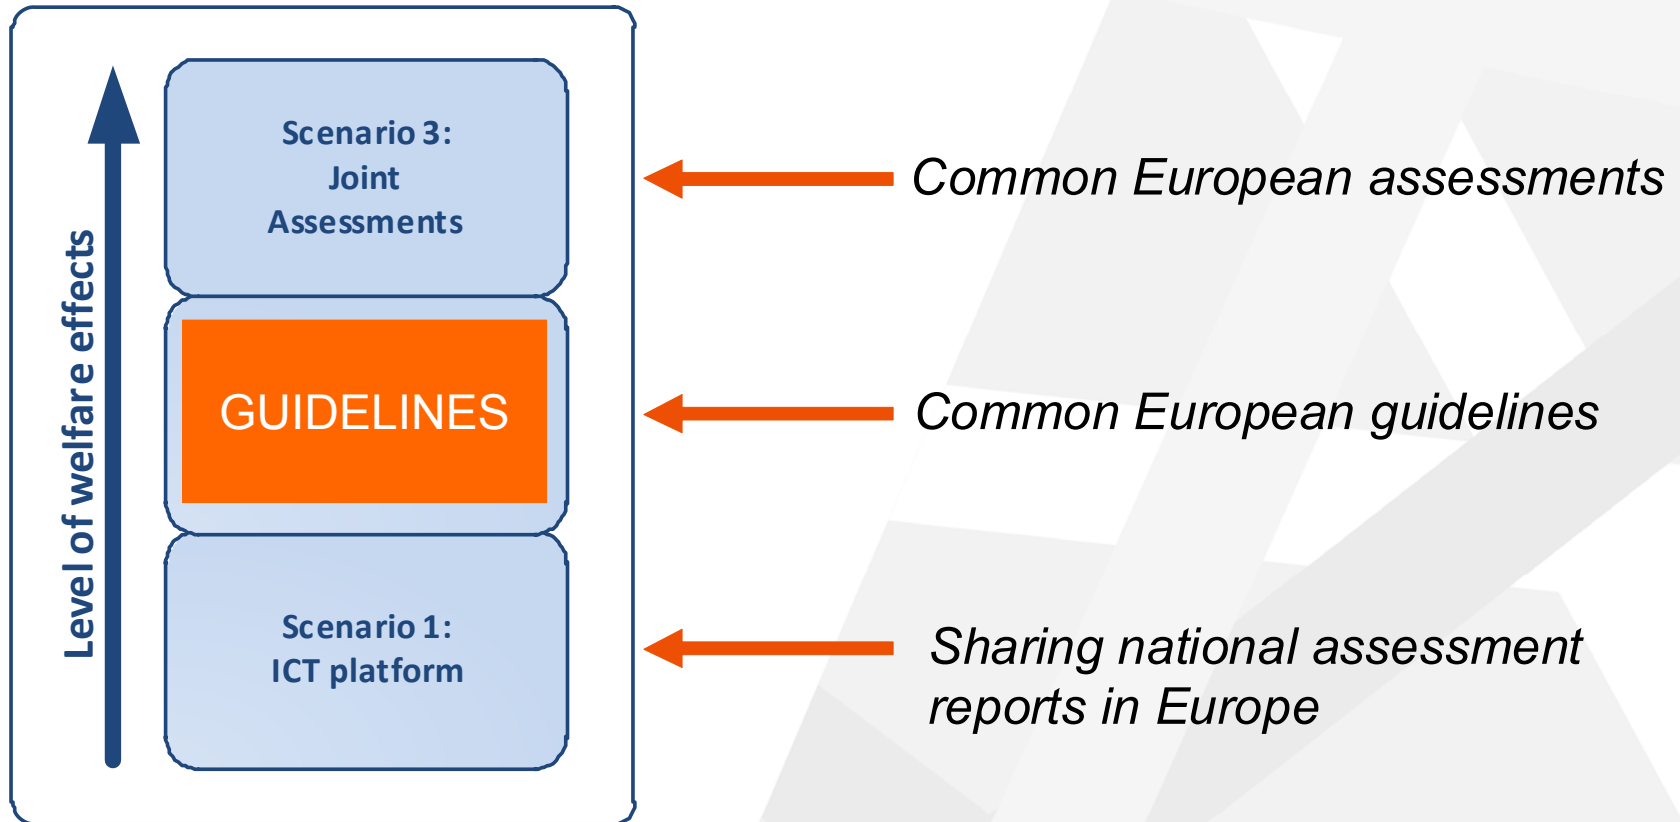 Level of welfare effects
Scenario 3:
Joint
Assessments
Common European assessments
GUIDELINES
Common European guidelines
Scenario 1:
ICT platform
Sharing national assessment
reports in Europe